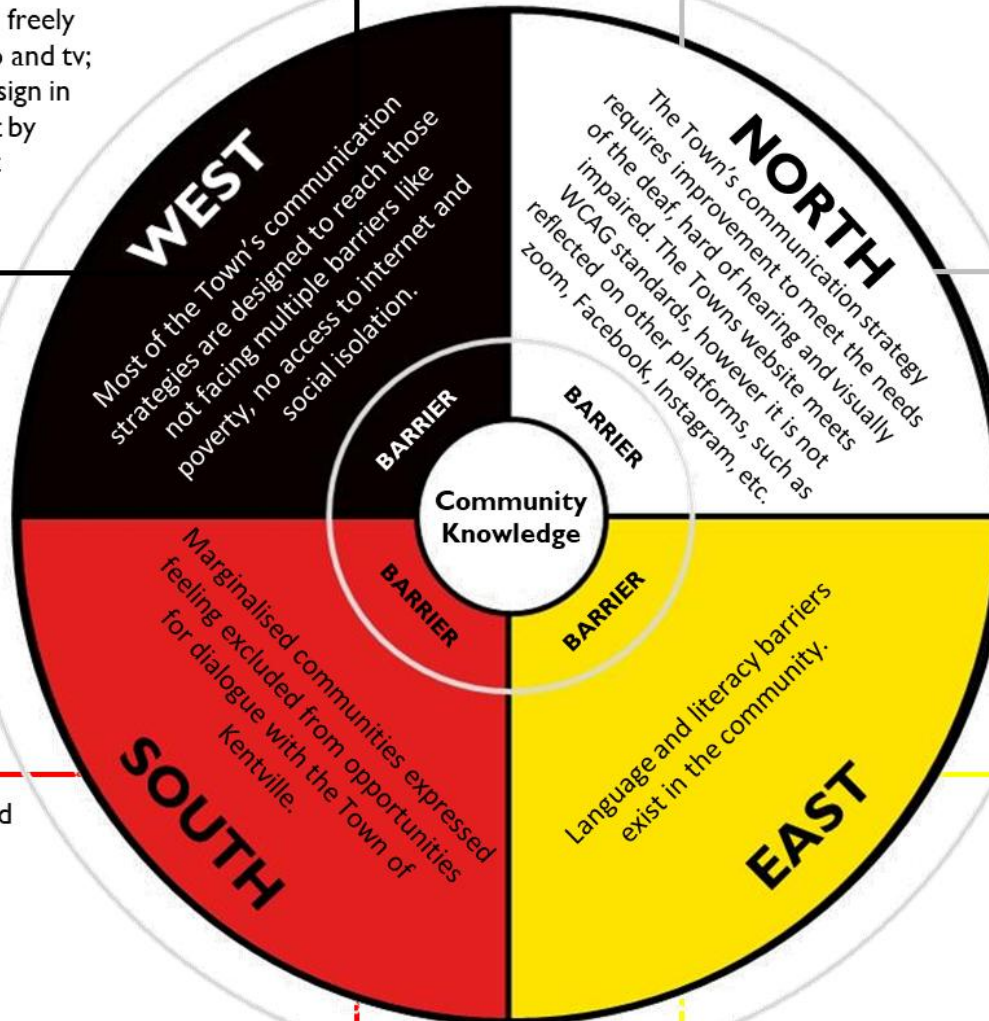 freely
and tv;
sign in
by
WEST
Most of the Town's communication
strategies are designed to reach those
not facing multiple barriers like
poverty, no access to internet and
social isolation.
BARRIER
NORTH
The Town's communication strategy
requires improvement to meet the needs
of the deaf, hard of hearing and visually
impaired. The Towns website meets
WCAG standards, however it is not
reflected on other platforms, such as
zoom, Facebook, Instagram, etc.
BARRIER
Community
Knowledge
SOUTH
Marginalised communities expressed
feeling excluded from opportunities
for dialogue with the Town of
Kentville.
BARRIER
EAST
Language and literacy barriers
exist in the community.
BARRIER